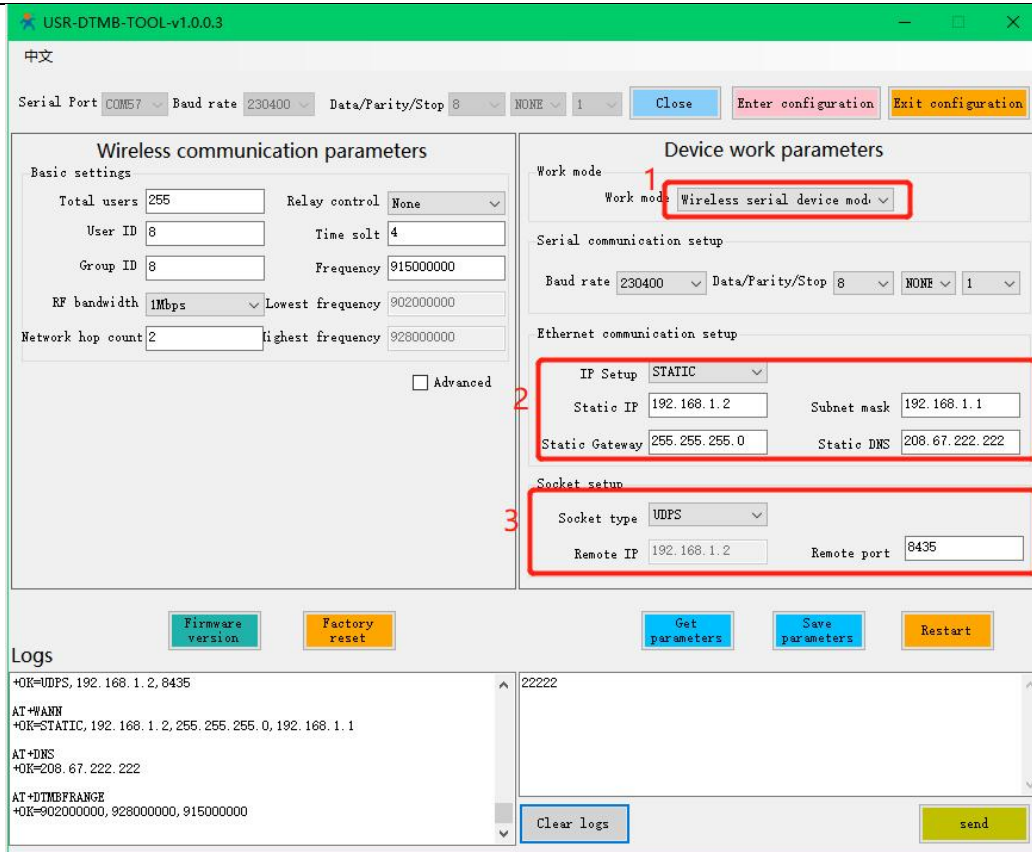 USR-DTMB-TOOL-v1.0.0.3
中文
Serial Port COM57 Baud rate 230400 Data/Parity/Stop 8 NONE 1 Close Enter configuration Exit configuration
Wireless communication parameters
Basic settings
Total users 255 Relay control None
User ID 8 Time solt 4
Group ID 8 Frequency 915000000
RF bandwidth 1Mbps Lowest frequency 902000000
Network hop count 2 Highest frequency 928000000
Advanced
Device work parameters
Work mode
1
Work mode Wireless serial device mod
Serial communication setup
Baud rate 230400 Data/Parity/Stop 8 NONE 1
Ethernet communication setup
2
IP Setup STATIC
Static IP 192.168.1.2 Subnet mask 192.168.1.1
Static Gateway 255.255.255.0 Static DNS 208.67.222.222
Socket setup
3
Socket type UDPS
Remote IP 192.168.1.2 Remote port 8435
Firmware version
Factory reset
Get parameters
Save parameters
Restart
Logs
+OK=UDPS,192.168.1.2,8435
AT+WANN
+OK=STATIC,192.168.1.2,255.255.255.0,192.168.1.1
AT+DNS
+OK=208.67.222.222
AT+DTMBFRANGE
+OK=902000000,928000000,915000000
22222
Clear logs
send